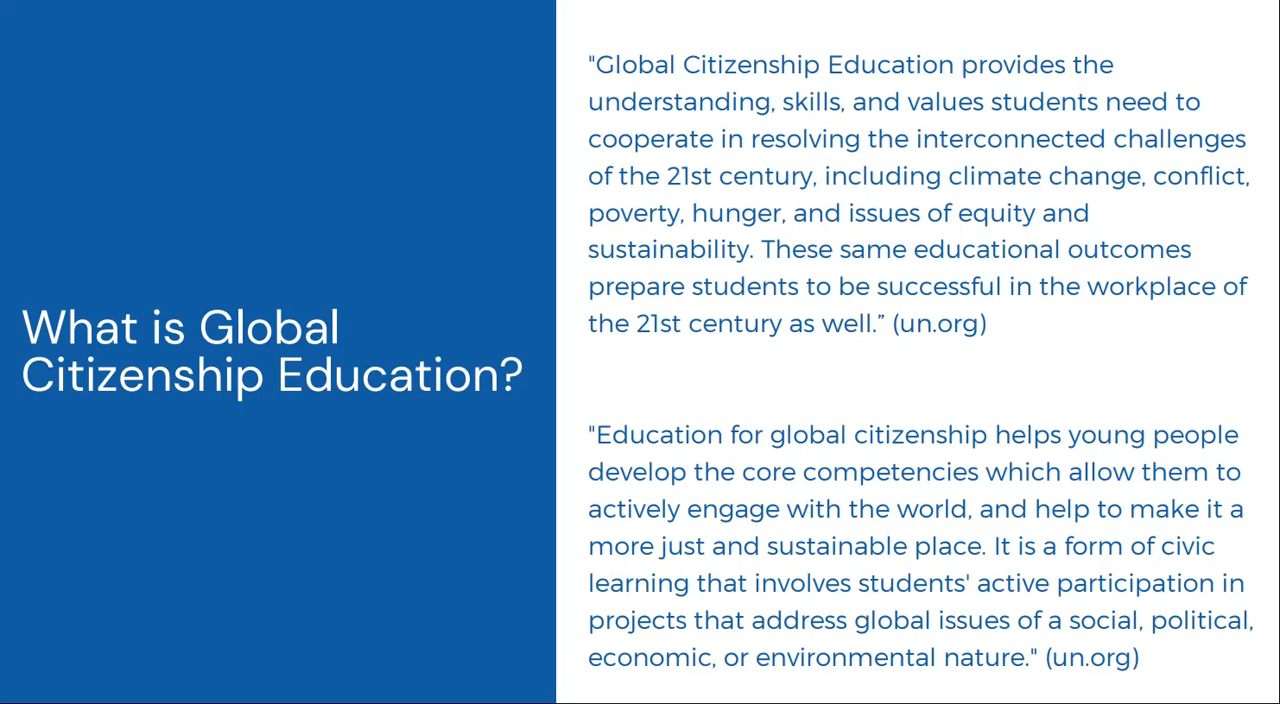 What is Global
Citizenship Education?
"Global Citizenship Education provides the
understanding, skills, and values students need to
cooperate in resolving the interconnected challenges
of the 21st century, including climate change, conflict,
poverty, hunger, and issues of equity and
sustainability. These same educational outcomes
prepare students to be successful in the workplace of
the 21st century as well.” (un.org)
"Education for global citizenship helps young people
develop the core competencies which allow them to
actively engage with the world, and help to make it a
more just and sustainable place. It is a form of civic
learning that involves students' active participation in
projects that address global issues of a social, political,
economic, or environmental nature." (un.org)